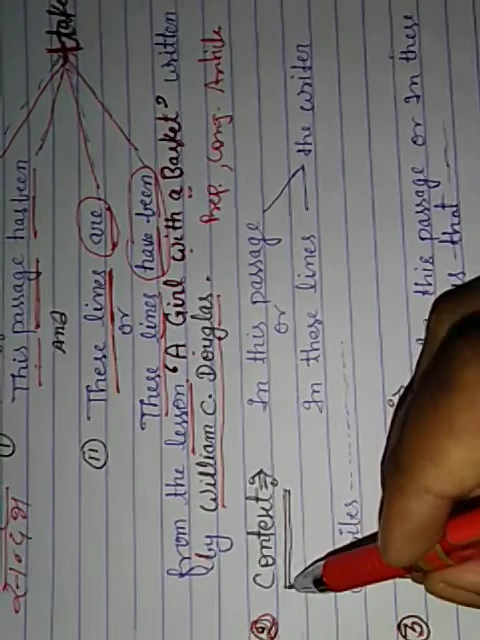 This passage has been
And
(ii) These lines are
or
These lines have been
from the lesson "A Girl with a Basket" written
by William C. Douglas. Prep., Conj. Article
② Context⇒ In this passage
or the writer
In these lines
③ this passage or In these
that